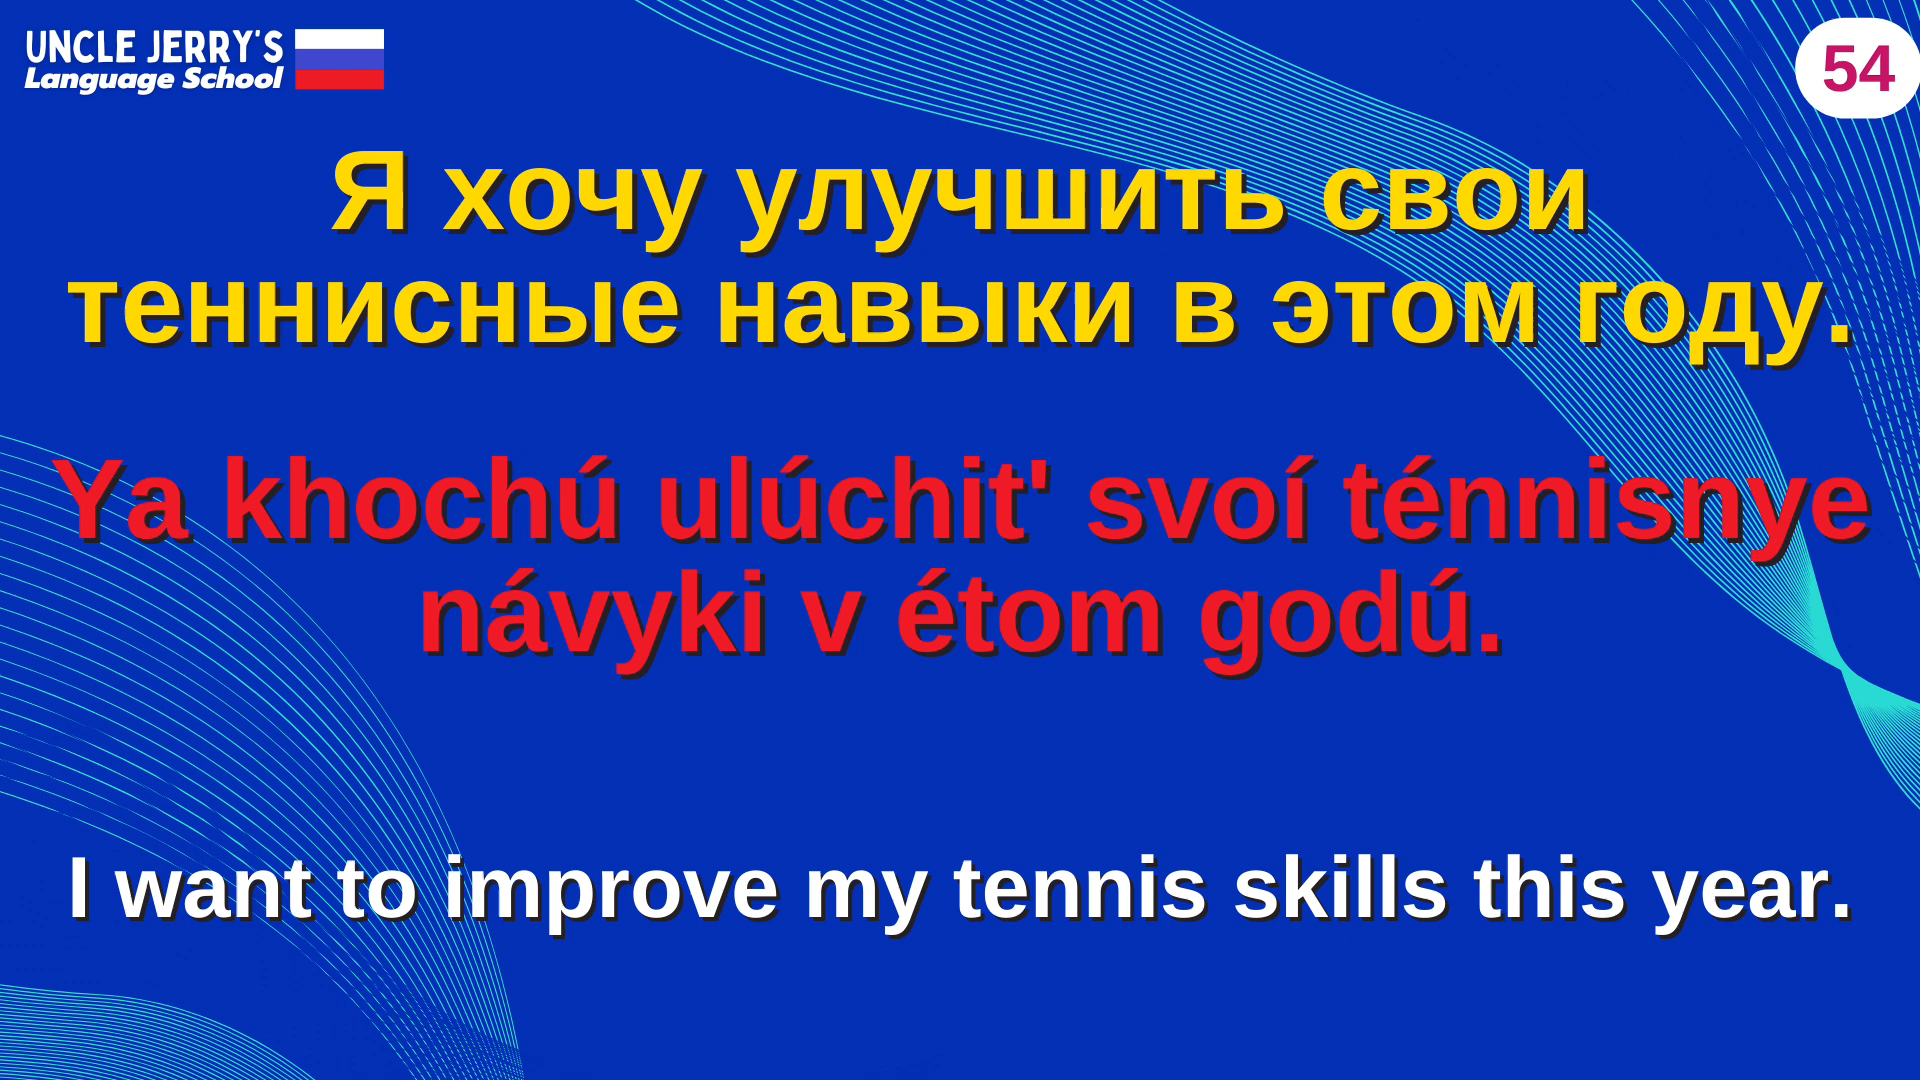 UNCLE JERRY'S
Language School
54
Я хочу улучшить свои
теннисные навыки в этом году.
Ya khochú ulúchit' svoí ténnisnye
návyki v étom godú.
I want to improve my tennis skills this year.